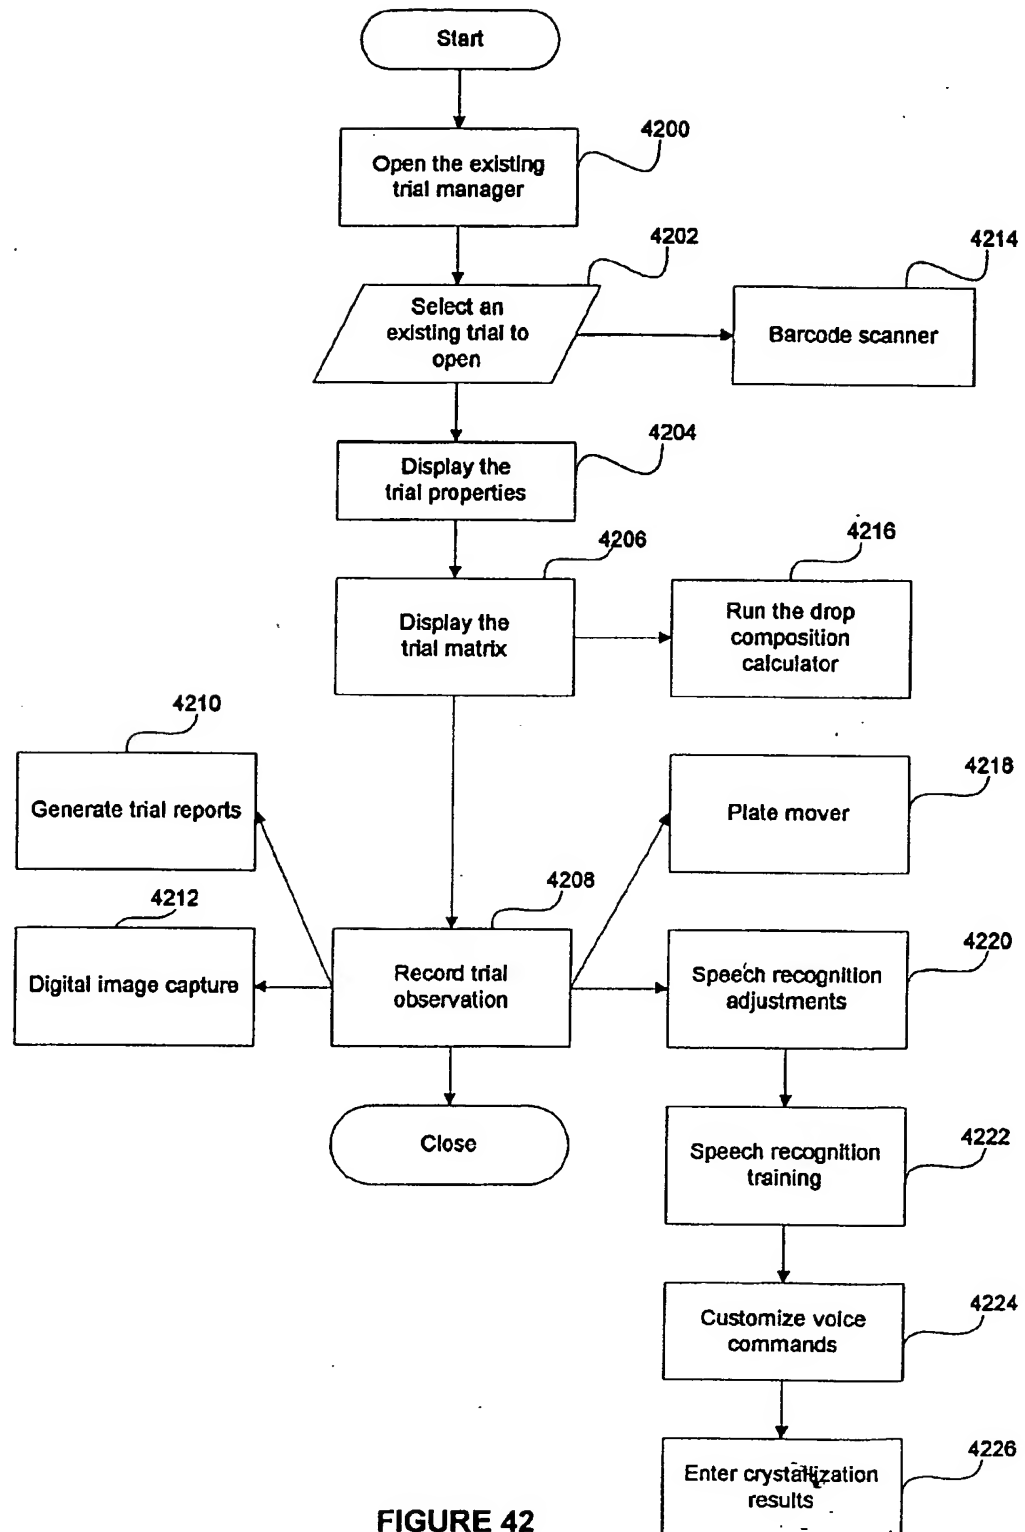 Start
4200
Open the existing
trial manager
4202
4214
Select an
existing trial to
open
Barcode scanner
4204
Display the
trial properties
4206
4216
Display the
trial matrix
Run the drop
composition
calculator
4210
4218
Generate trial reports
Plate mover
4212
4208
4220
Digital image capture
Record trial
observation
Speech recognition
adjustments
Close
4222
Speech recognition
training
4224
Customize voice
commands
4226
Enter crystallization
results
FIGURE 42